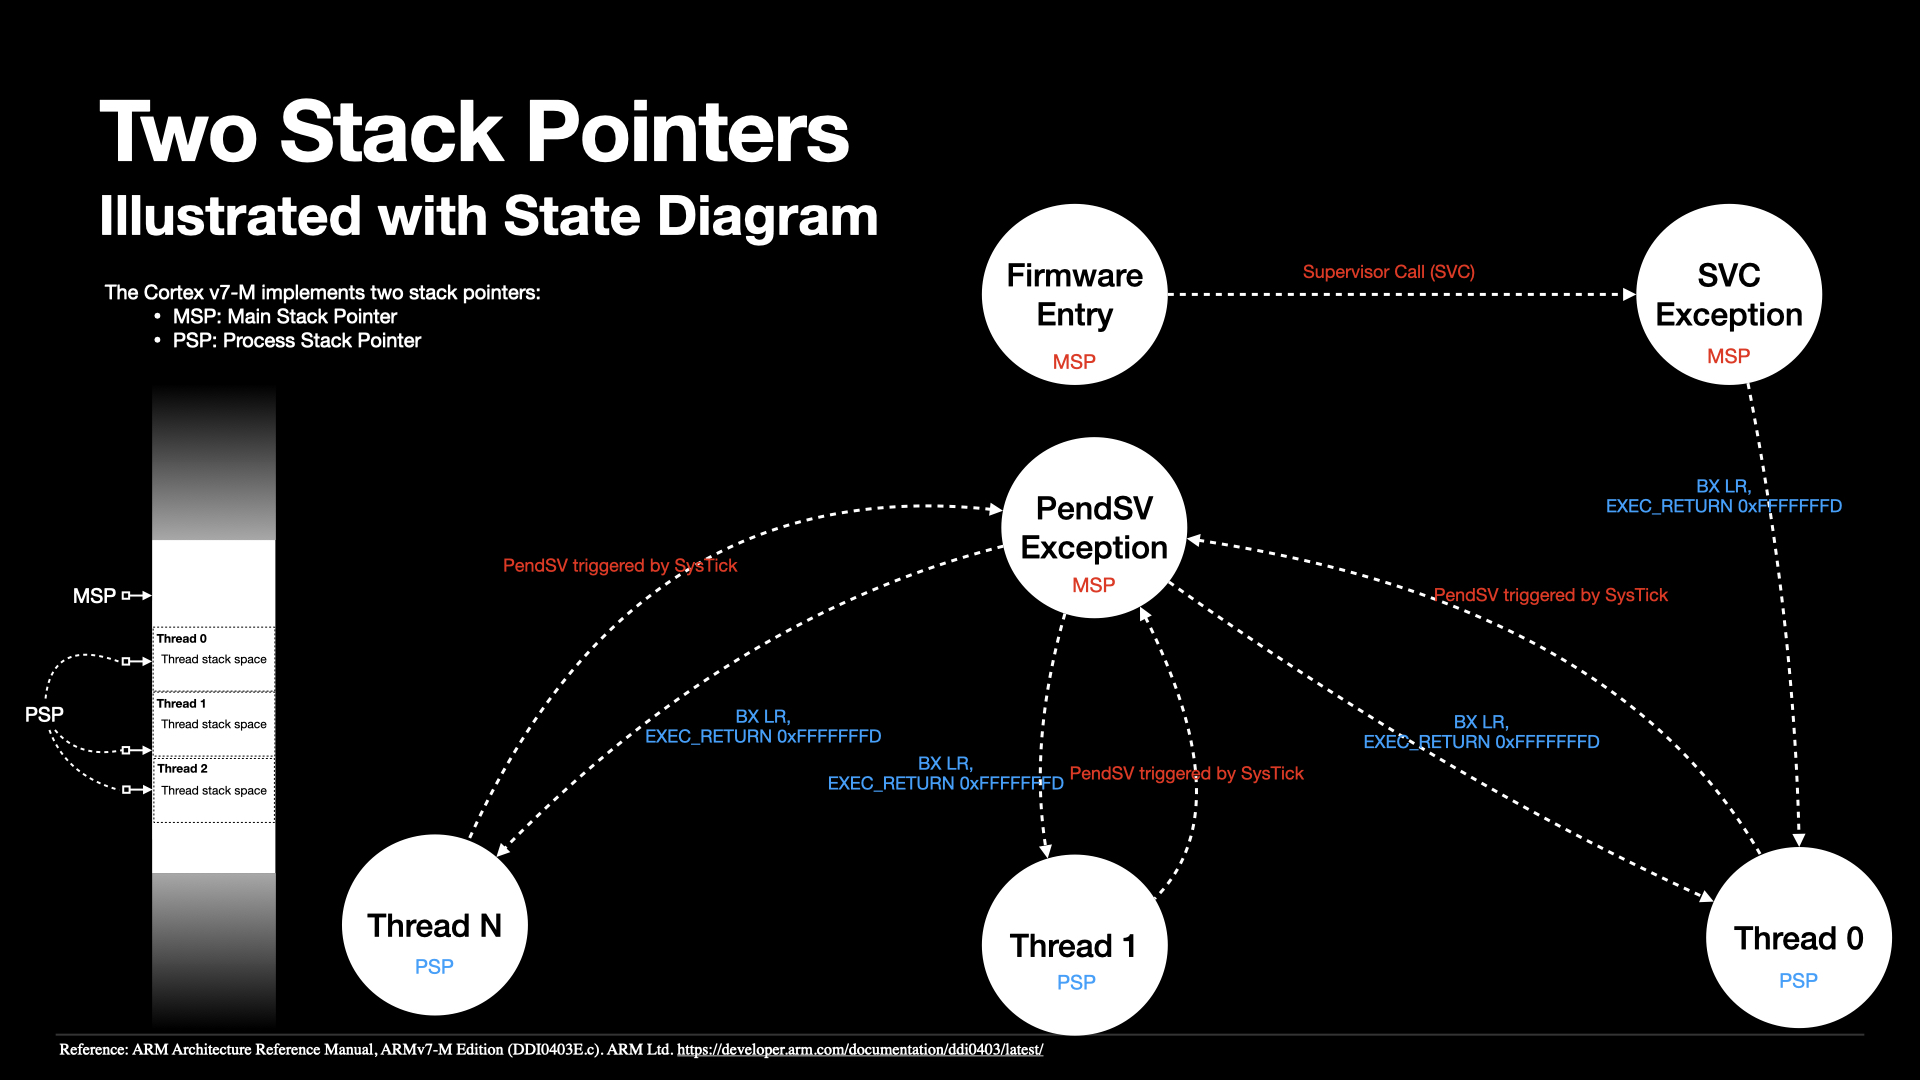 Two Stack Pointers
Illustrated with State Diagram
The Cortex v7-M implements two stack pointers:
• MSP: Main Stack Pointer
• PSP: Process Stack Pointer
MSP
PSP
Thread 0
Thread stack space
Thread 1
Thread stack space
Thread 2
Thread stack space
Firmware
Entry
MSP
Supervisor Call (SVC)
SVC
Exception
MSP
BX LR,
EXEC_RETURN 0xFFFFFFFD
PendSV
Exception
MSP
PendSV triggered by SysTick
PendSV triggered by SysTick
BX LR,
EXEC_RETURN 0xFFFFFFFD
BX LR,
EXEC_RETURN 0xFFFFFFFD
PendSV triggered by SysTick
BX LR,
EXEC_RETURN 0xFFFFFFFD
Thread N
PSP
Thread 1
PSP
Thread 0
PSP
Reference: ARM Architecture Reference Manual, ARMv7-M Edition (DDI0403E.c). ARM Ltd. https://developer.arm.com/documentation/ddi0403/latest/